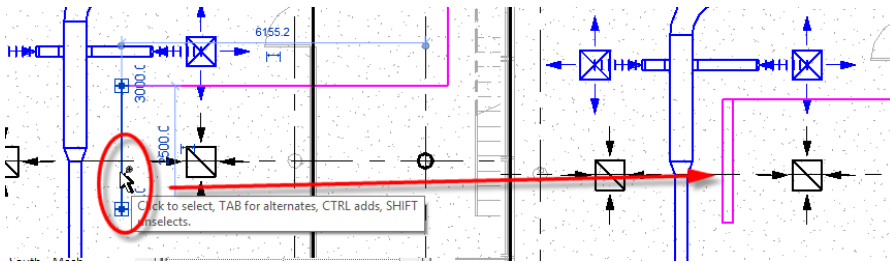 6155.2
3000.0
Click to select, TAB for alternates, CTRL adds, SHIFT
unselects.